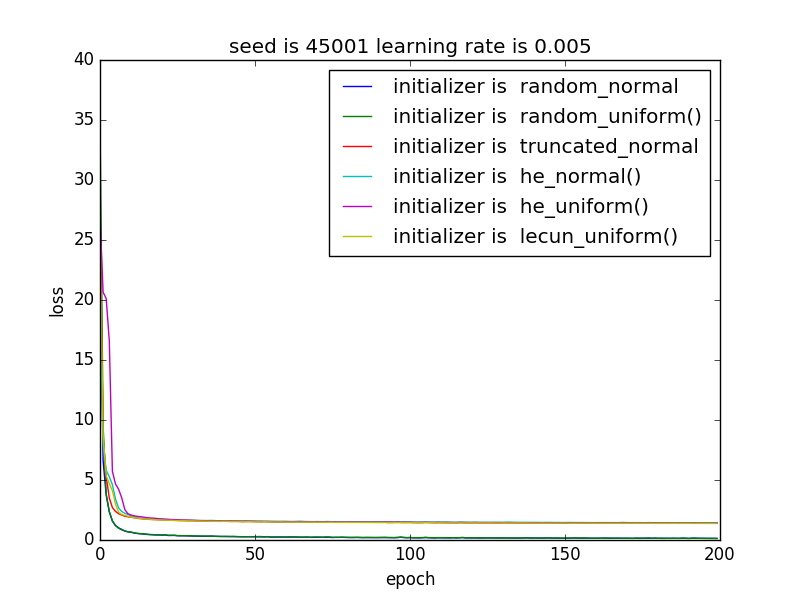 seed is 45001 learning rate is 0.005
40
35
30
25
20
15
10
5
0
loss
initializer is  random_normal
initializer is  random_uniform()
initializer is  truncated_normal
initializer is  he_normal()
initializer is  he_uniform()
initializer is  lecun_uniform()
0 50 100 150 200
epoch